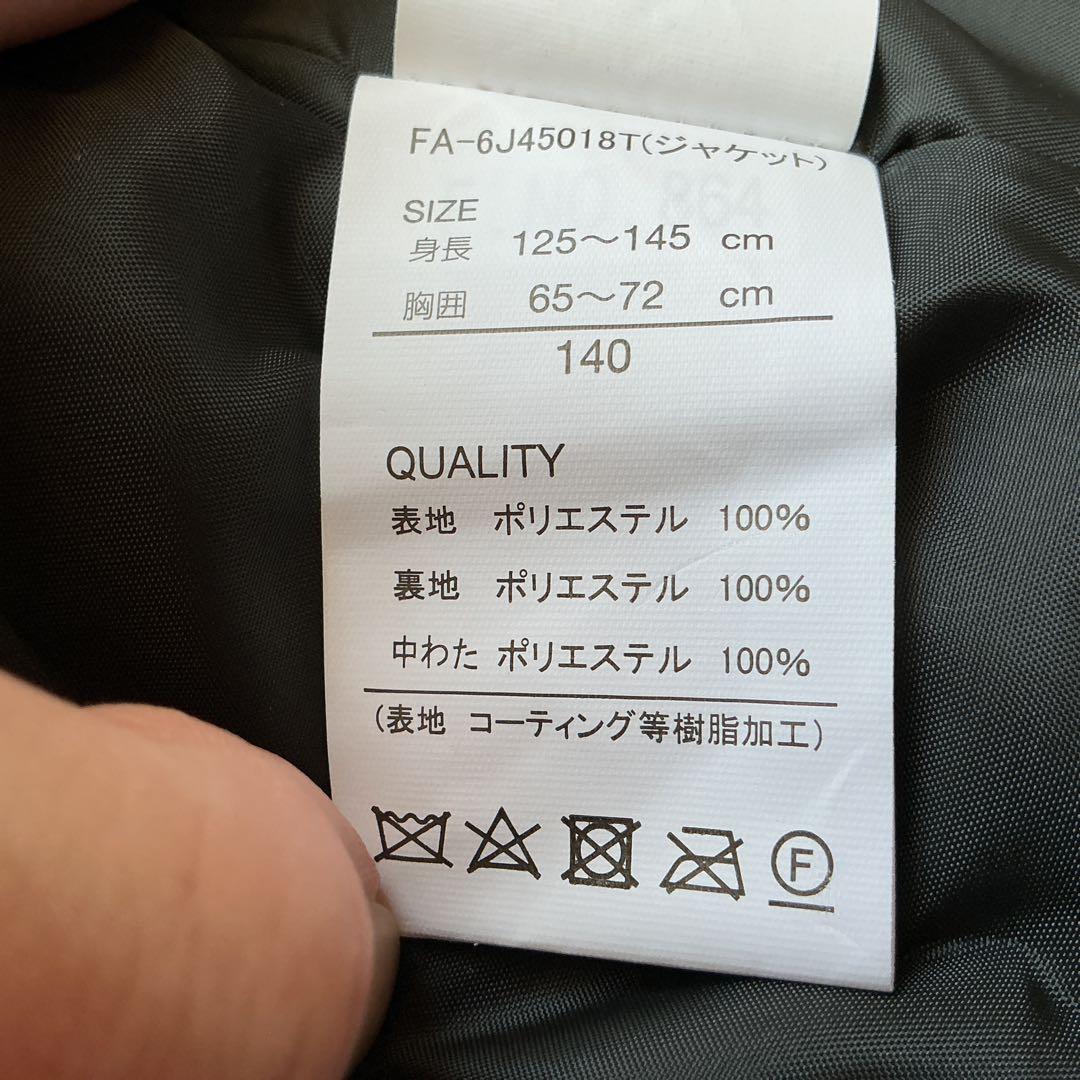 FA-6J45018T(ジャケット)
SIZE
身長 125～145 cm
胸囲 65～72 cm
140
QUALITY
表地 ポリエステル 100%
裏地 ポリエステル 100%
中わた ポリエステル 100%
(表地 コーティング等樹脂加工)
F